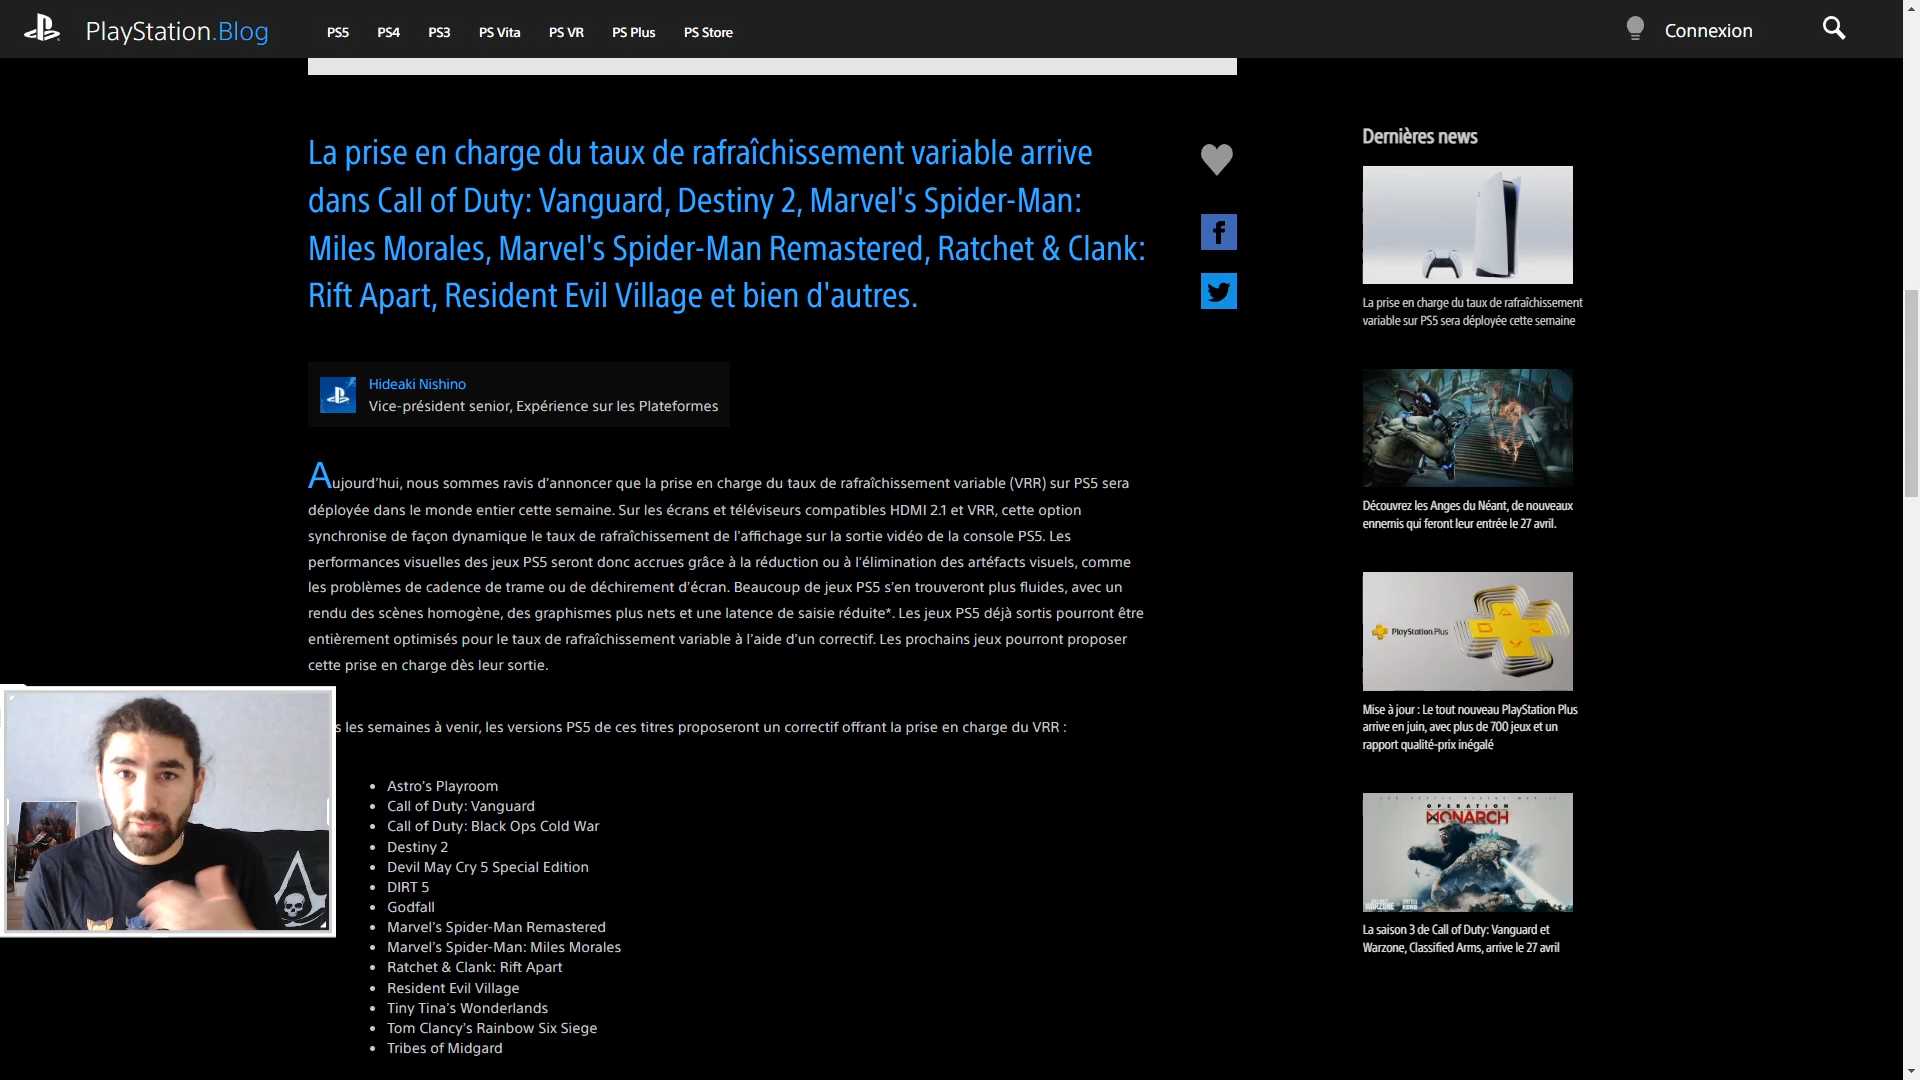 PlayStation.Blog
PS5 PS4 PS3 PS Vita PS VR PS Plus PS Store
Connexion
La prise en charge du taux de rafraîchissement variable arrive
dans Call of Duty: Vanguard, Destiny 2, Marvel's Spider-Man:
Miles Morales, Marvel's Spider-Man Remastered, Ratchet & Clank:
Rift Apart, Resident Evil Village et bien d'autres.
Hideaki Nishino
Vice-président senior, Expérience sur les Plateformes
Aujourd’hui, nous sommes ravis d’annoncer que la prise en charge du taux de rafraîchissement variable (VRR) sur PS5 sera
déployée dans le monde entier cette semaine. Sur les écrans et téléviseurs compatibles HDMI 2.1 et VRR, cette option
synchronise de façon dynamique le taux de rafraîchissement de l’affichage sur la sortie vidéo de la console PS5. Les
performances visuelles des jeux PS5 seront donc accrues grâce à la réduction ou à l’élimination des artéfacts visuels, comme
les problèmes de cadence de trame ou de déchirement d’écran. Beaucoup de jeux PS5 s’en trouveront plus fluides, avec un
rendu des scènes homogène, des graphismes plus nets et une latence de saisie réduite*. Les jeux PS5 déjà sortis pourront être
entièrement optimisés pour le taux de rafraîchissement variable à l’aide d’un correctif. Les prochains jeux pourront proposer
cette prise en charge dès leur sortie.
les semaines à venir, les versions PS5 de ces titres proposeront un correctif offrant la prise en charge du VRR :
• Astro’s Playroom
• Call of Duty: Vanguard
• Call of Duty: Black Ops Cold War
• Destiny 2
• Devil May Cry 5 Special Edition
• DIRT 5
• Godfall
• Marvel’s Spider-Man Remastered
• Marvel’s Spider-Man: Miles Morales
• Ratchet & Clank: Rift Apart
• Resident Evil Village
• Tiny Tina’s Wonderlands
• Tom Clancy’s Rainbow Six Siege
• Tribes of Midgard
Dernières news
La prise en charge du taux de rafraîchissement
variable sur PS5 sera déployée cette semaine
Découvrez les Anges du Néant, de nouveaux
ennemis qui feront leur entrée le 27 avril.
PlayStation Plus
Mise à jour : Le tout nouveau PlayStation Plus
arrive en juin, avec plus de 700 jeux et un
rapport qualité-prix inégalé
OPERATION
MONARCH
WARZONE
La saison 3 de Call of Duty: Vanguard et
Warzone, Classified Arms, arrive le 27 avril